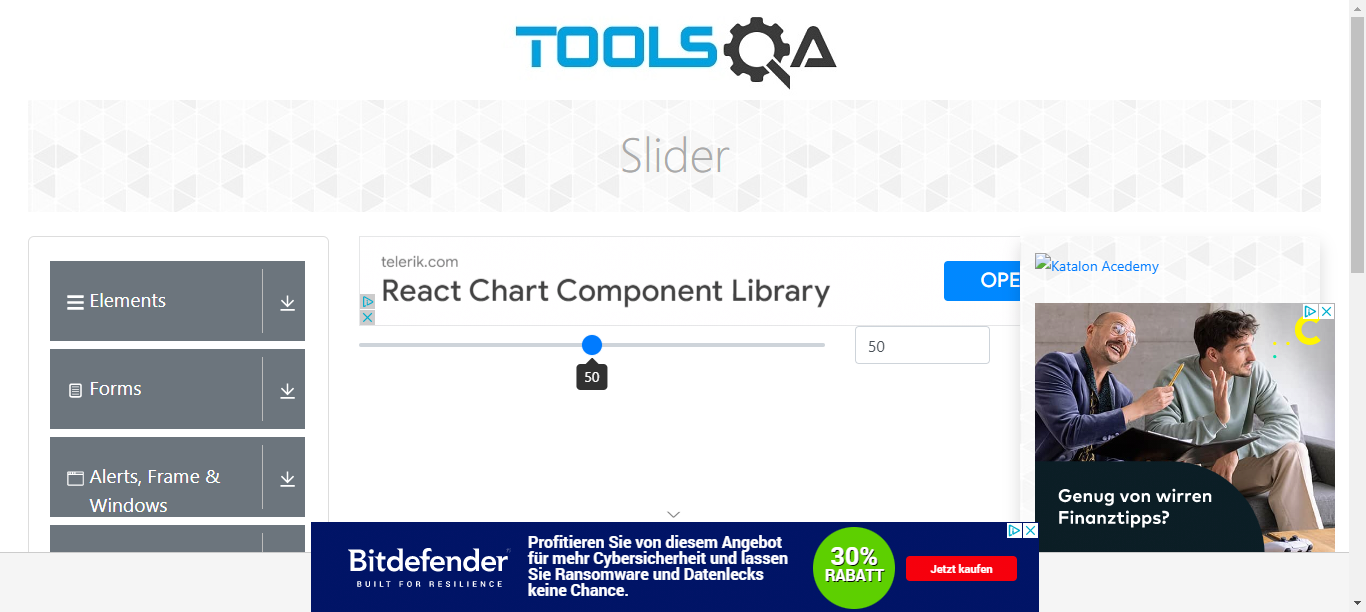 TOOLSQA
Slider
Elements
Forms
Alerts, Frame &
Windows
telerik.com
React Chart Component Library
OPE
50
50
Katalon Acedemy
Genug von wirren
Finanztipps?
Bitdefender
BUILT FOR RESILIENCE
Profitieren Sie von diesem Angebot
für mehr Cybersicherheit und lassen
Sie Ransomware und Datenlecks
keine Chance.
30%
RABATT
Jetzt kaufen